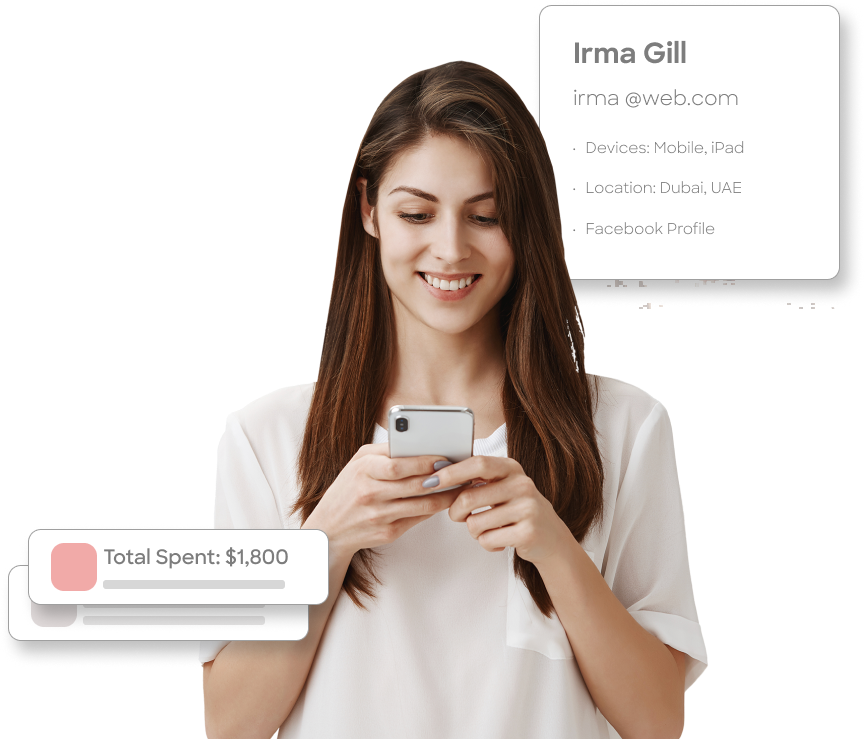 Irma Gill
irma @web.com
· Devices: Mobile, iPad
· Location: Dubai, UAE
· Facebook Profile
Total Spent: $1,800